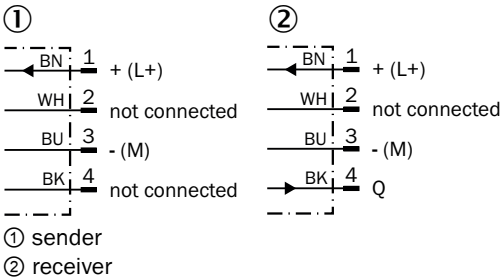 ① ②
BN 1 + (L+) BN 1 + (L+)
WH 2 not connected WH 2 not connected
BU 3 - (M) BU 3 - (M)
BK 4 not connected BK 4 Q
① sender
② receiver